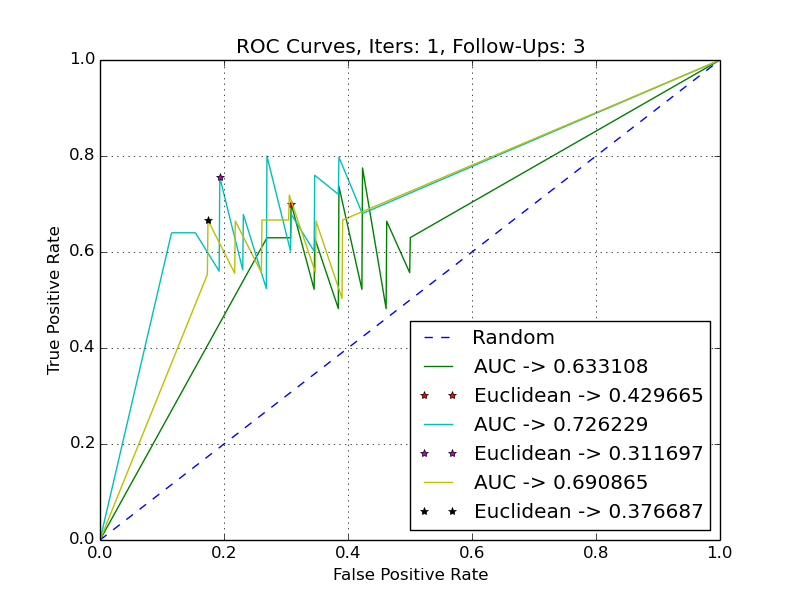 ROC Curves, Iters: 1, Follow-Ups: 3
1.0
0.8
0.6
0.4
0.2
0.0
True Positive Rate
Random
AUC -> 0.633108
Euclidean -> 0.429665
AUC -> 0.726229
Euclidean -> 0.311697
AUC -> 0.690865
Euclidean -> 0.376687
0.0 0.2 0.4 0.6 0.8 1.0
False Positive Rate